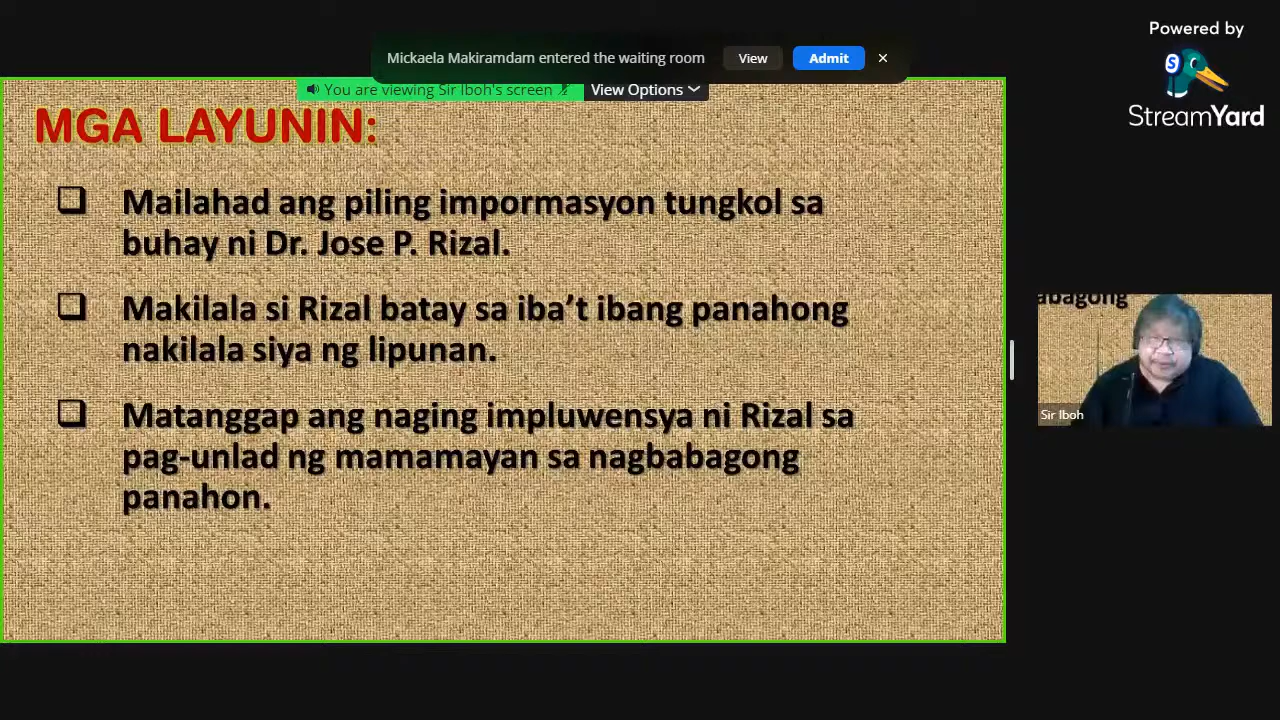 Powered by
StreamYard
Mickaela Makiramdam entered the waiting room View Admit
You are viewing Sir Iboh's screen View Options
MGA LAYUNIN:
Mailahad ang piling impormasyon tungkol sa
buhay ni Dr. Jose P. Rizal.
Makilala si Rizal batay sa iba’t ibang panahong
nakilala siya ng lipunan.
Matanggap ang naging impluwensya ni Rizal sa
pag-unlad ng mamamayan sa nagbabagong
panahon.
abagong
Sir Iboh